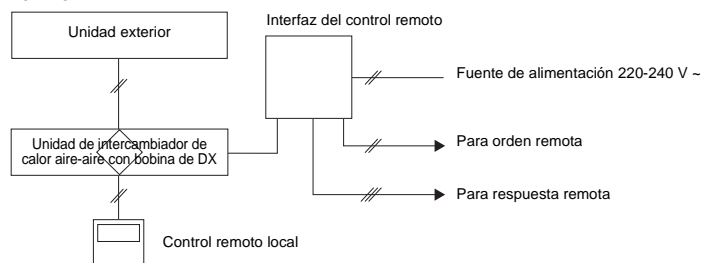 Interfaz del control remoto
Unidad exterior
Fuente de alimentación 220-240 V ~
Unidad de intercambiador de
calor aire-aire con bobina de DX
Para orden remota
Para respuesta remota
Control remoto local